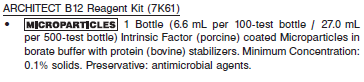 ARCHITECT B12 Reagent Kit (7K61)
• MICROPARTICLES 1 Bottle (6.6 mL per 100-test bottle / 27.0 mL
per 500-test bottle) Intrinsic Factor (porcine) coated Microparticles in
borate buffer with protein (bovine) stabilizers. Minimum Concentration:
0.1% solids. Preservative: antimicrobial agents.